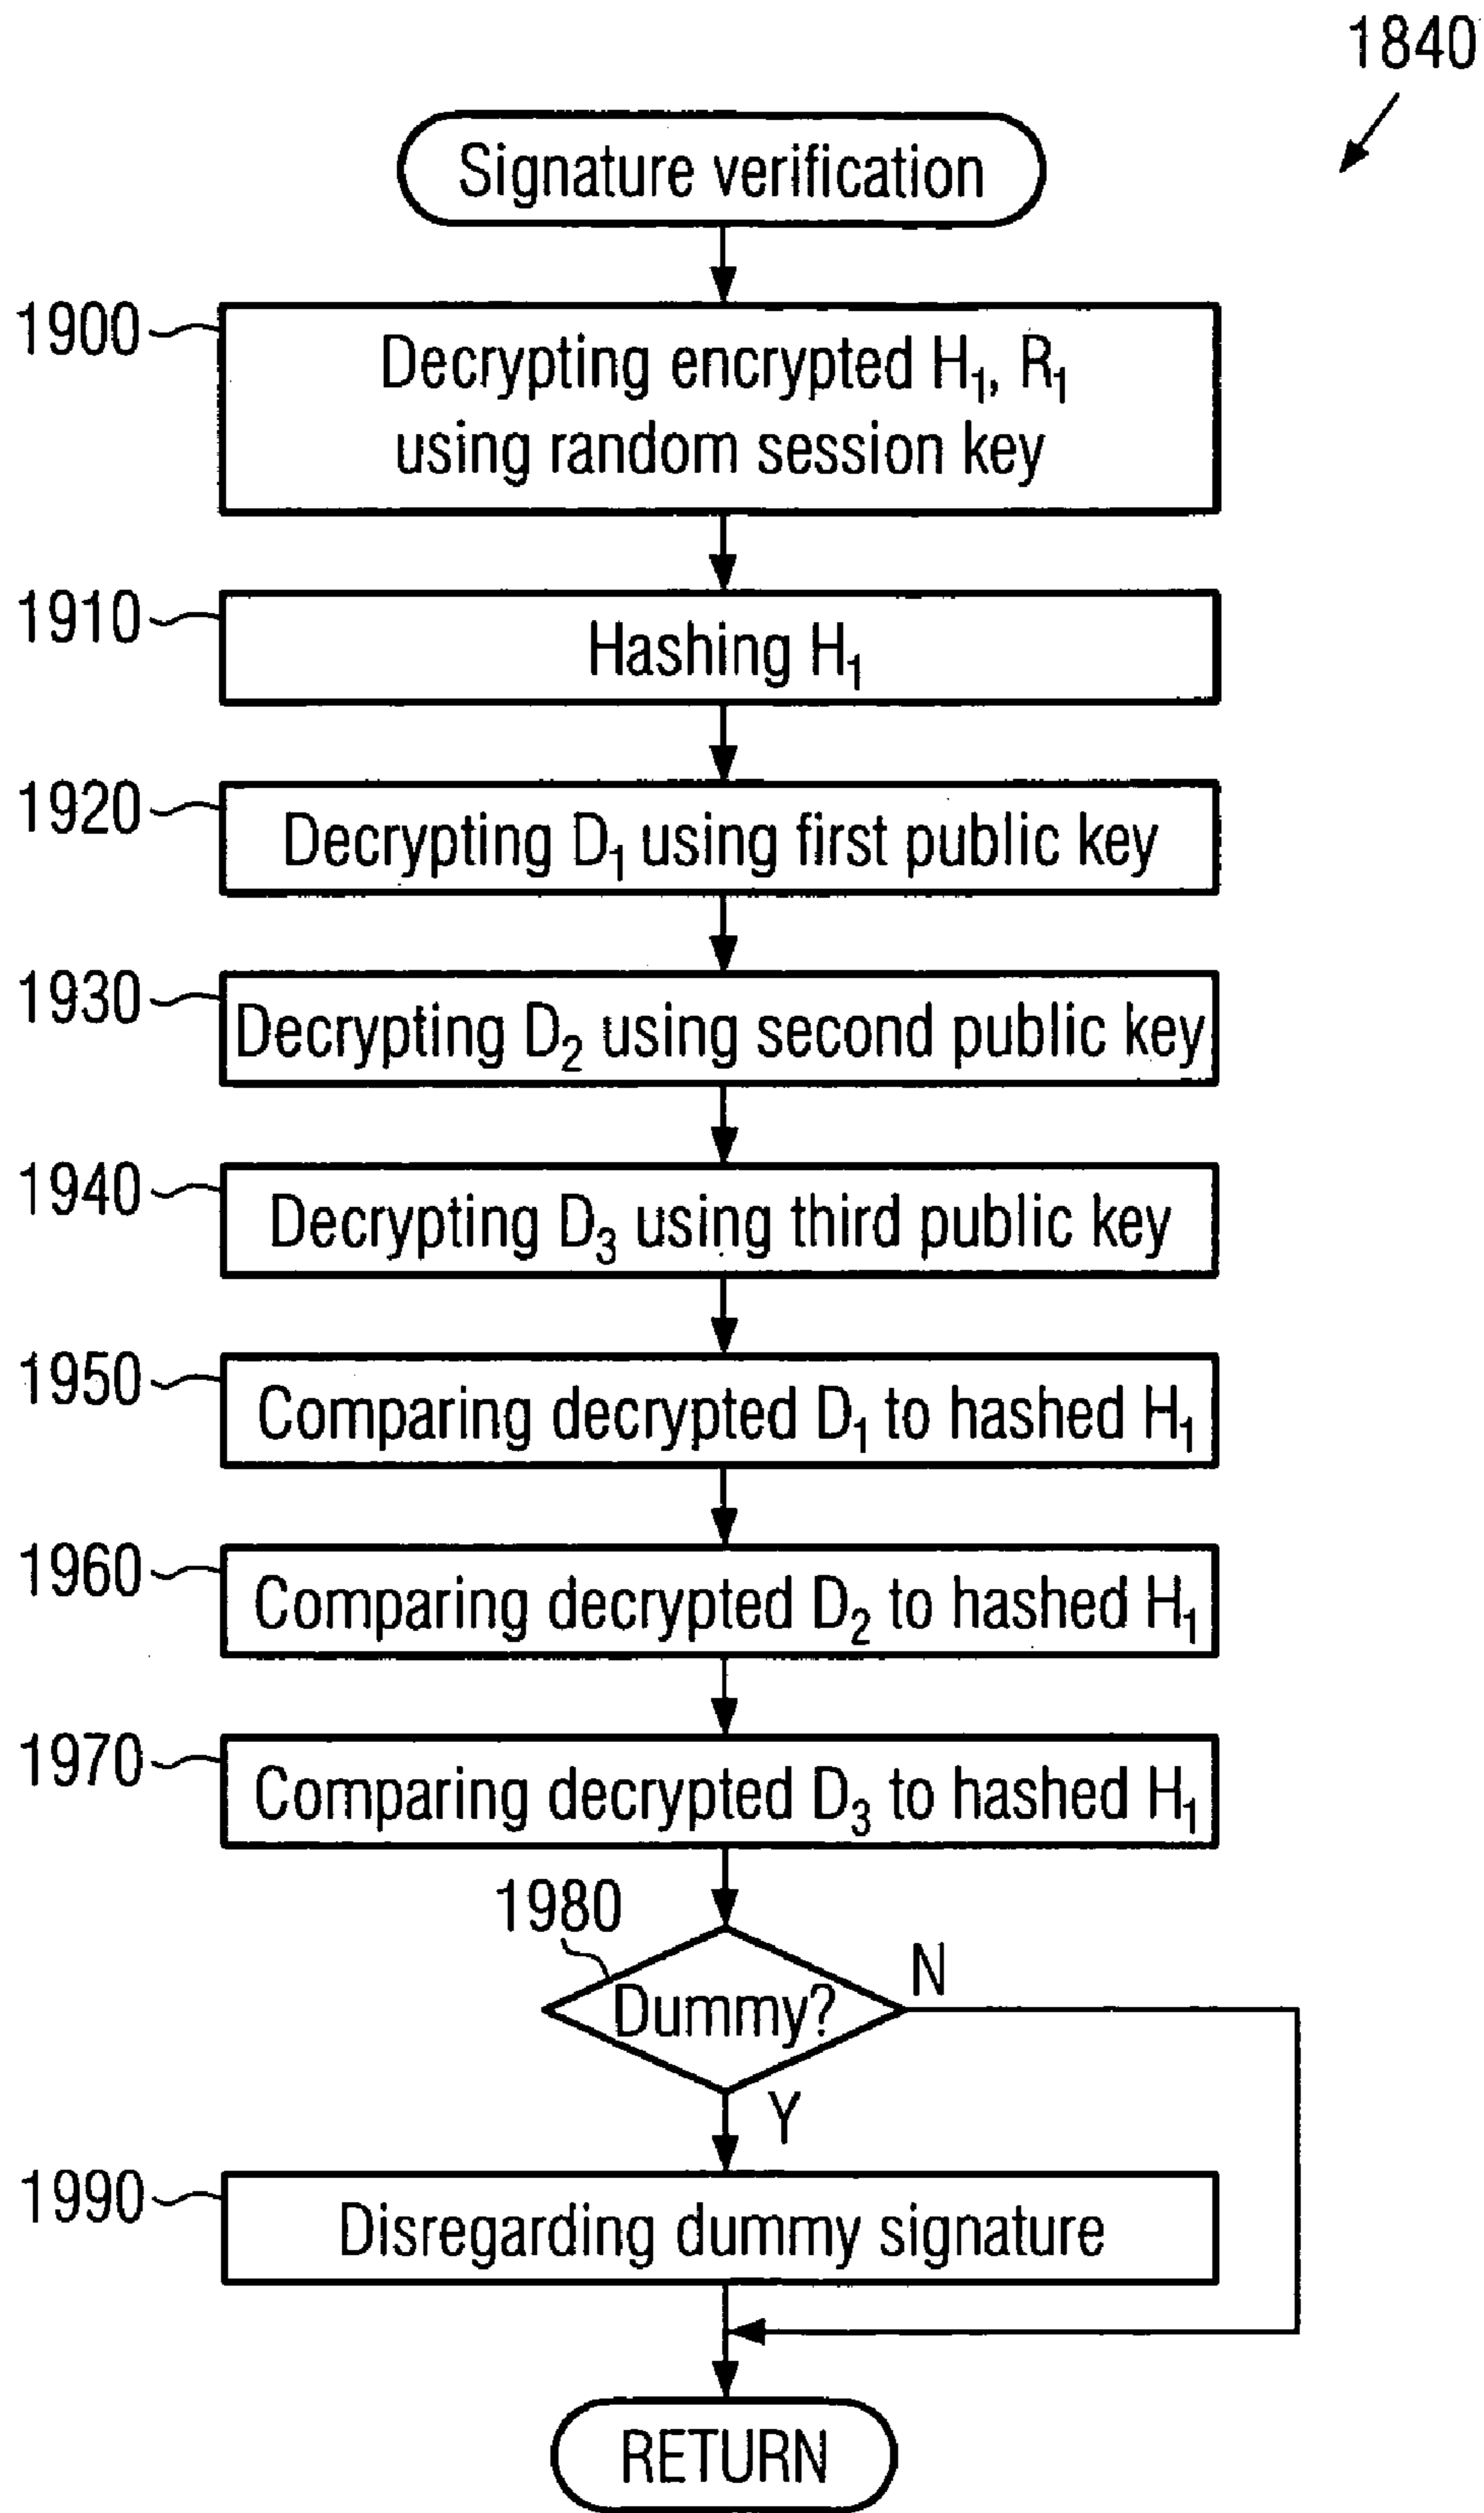 1840
Signature verification
1900
Decrypting encrypted H₁, R₁
using random session key
1910
Hashing H₁
1920
Decrypting D₁ using first public key
1930
Decrypting D₂ using second public key
1940
Decrypting D₃ using third public key
1950
Comparing decrypted D₁ to hashed H₁
1960
Comparing decrypted D₂ to hashed H₁
1970
Comparing decrypted D₃ to hashed H₁
1980
Dummy?
N
Y
1990
Disregarding dummy signature
RETURN